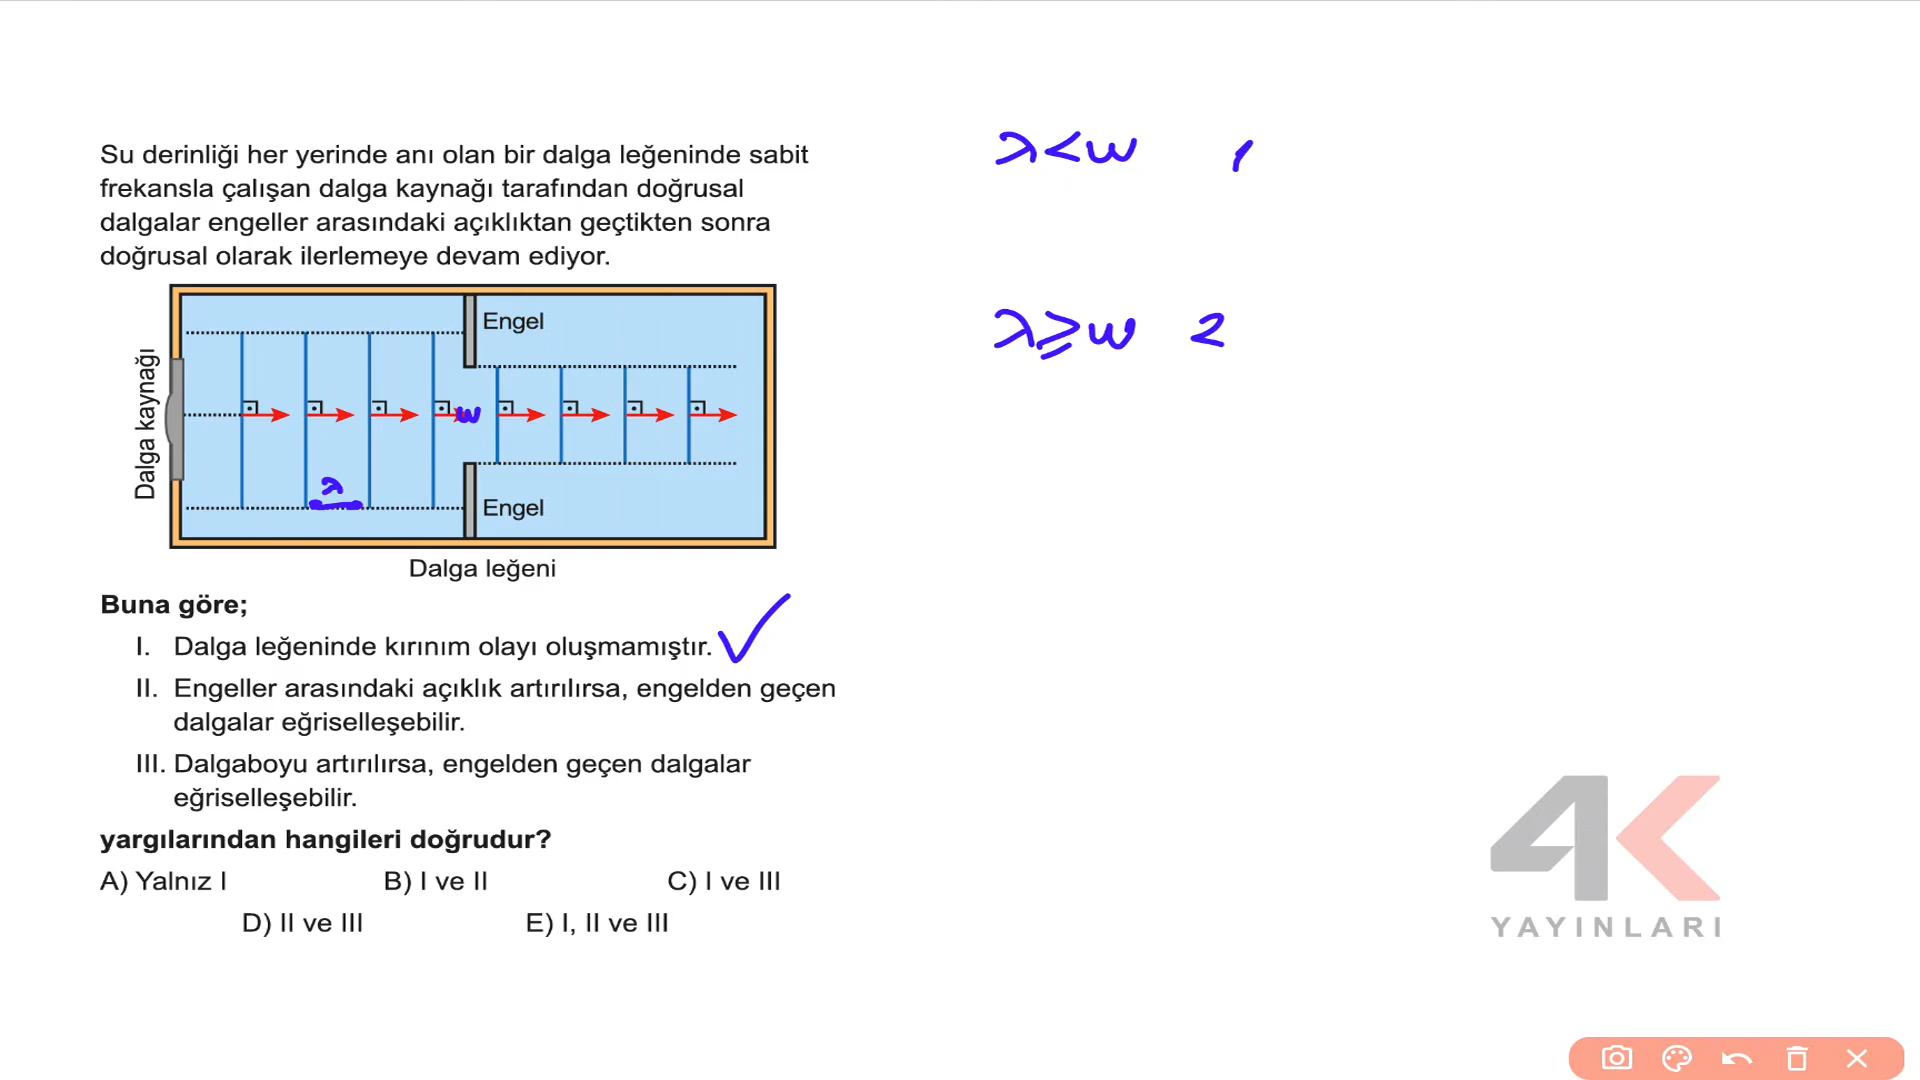 Su derinliği her yerinde anı olan bir dalga leğeninde sabit
frekansla çalışan dalga kaynağı tarafından doğrusal
dalgalar engeller arasındaki açıklıktan geçtikten sonra
doğrusal olarak ilerlemeye devam ediyor.
Dalga kaynağı
Engel
w
λ
Engel
Dalga leğeni
Buna göre;
I. Dalga leğeninde kırınım olayı oluşmamıştır.
II. Engeller arasındaki açıklık artırılırsa, engelden geçen
dalgalar eğriselleşebilir.
III. Dalgaboyu artırılırsa, engelden geçen dalgalar
eğriselleşebilir.
yargılarından hangileri doğrudur?
A) Yalnız I B) I ve II C) I ve III
D) II ve III E) I, II ve III
λ<w 1
λ≥w 2
4K
YAYINLARI